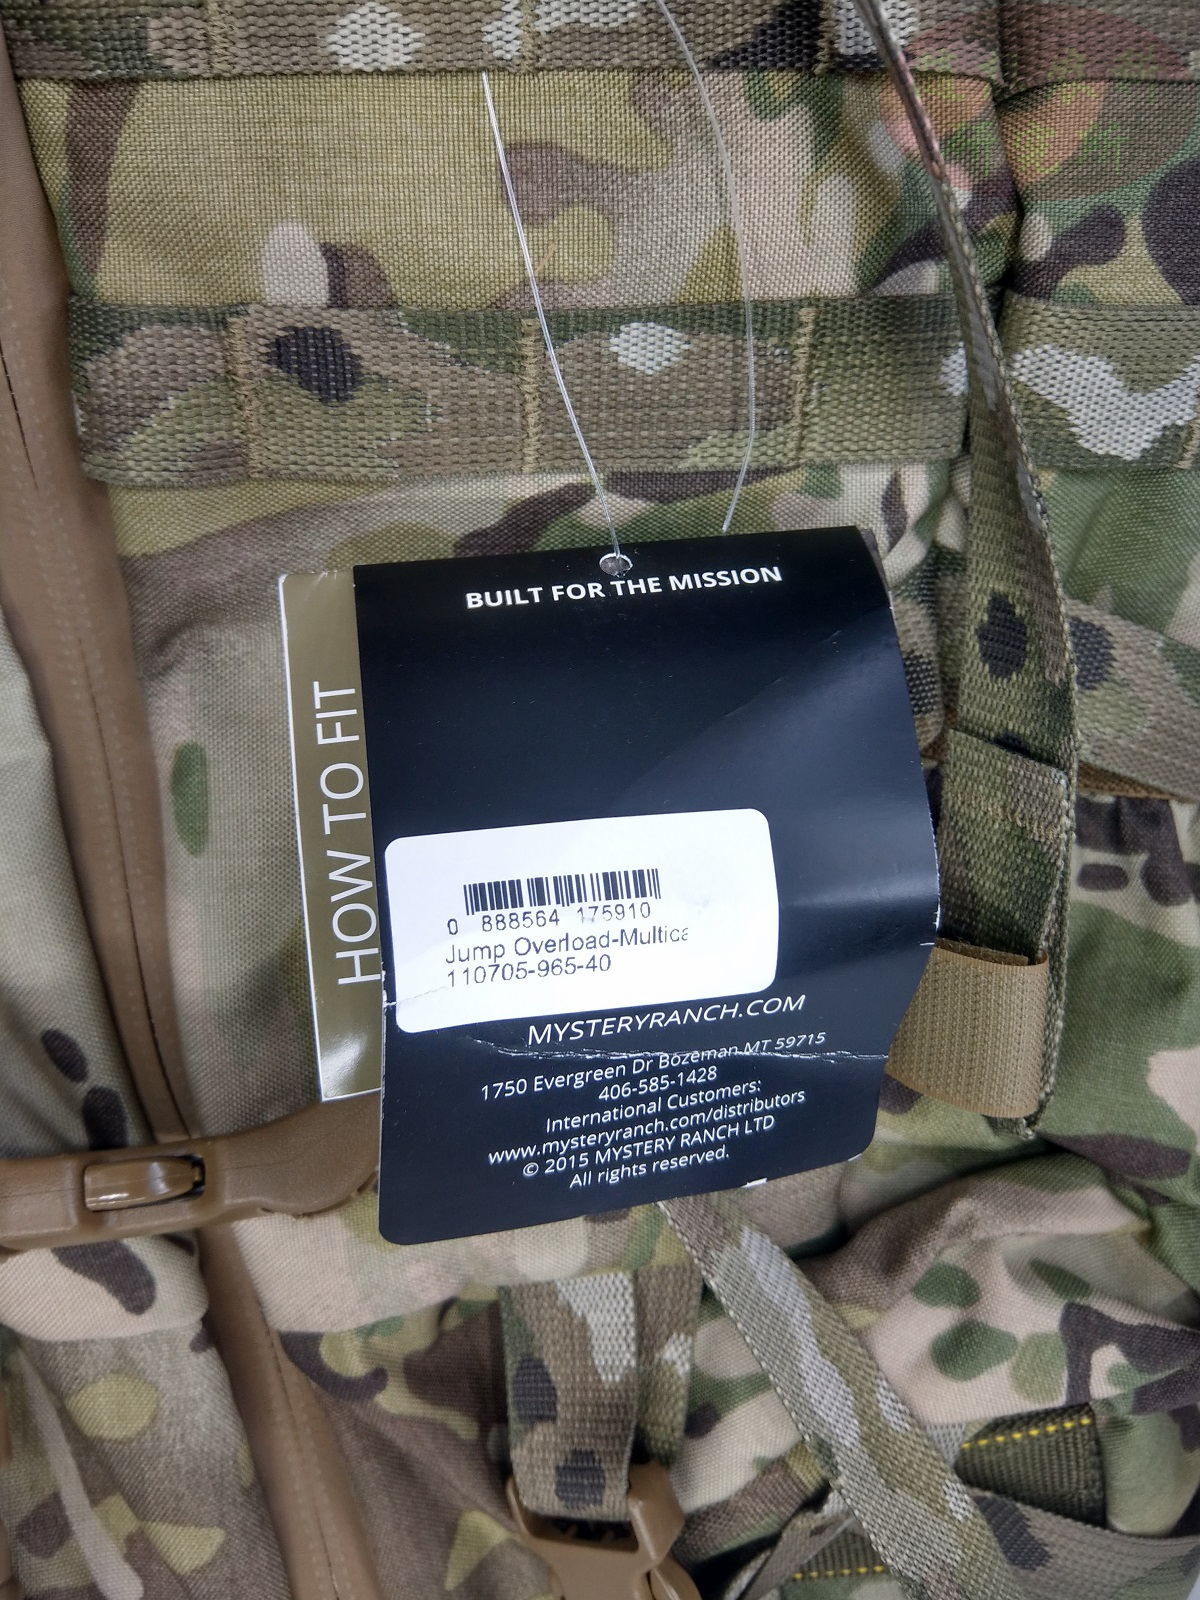 BUILT FOR THE MISSION
HOW TO FIT
0 888564 175910
Jump Overload-Multica
110705-965-40
MYSTERYRANCH.COM
1750 Evergreen Dr Bozeman MT 59715
406-585-1428
International Customers:
www.mysteryranch.com/distributors
© 2015 MYSTERY RANCH LTD
All rights reserved.